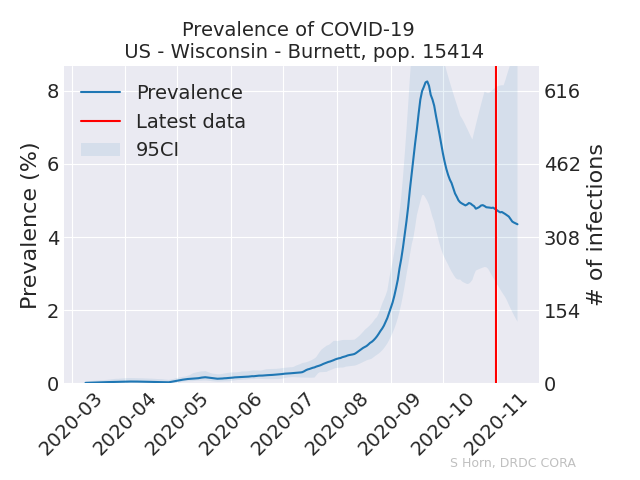 Prevalence of COVID-19
US - Wisconsin - Burnett, pop. 15414
Prevalence
Latest data
95CI
Prevalence (%)
8
6
4
2
0
616
462
308
154
0
# of infections
2020-03
2020-04
2020-05
2020-06
2020-07
2020-08
2020-09
2020-10
2020-11
S Horn, DRDC CORA